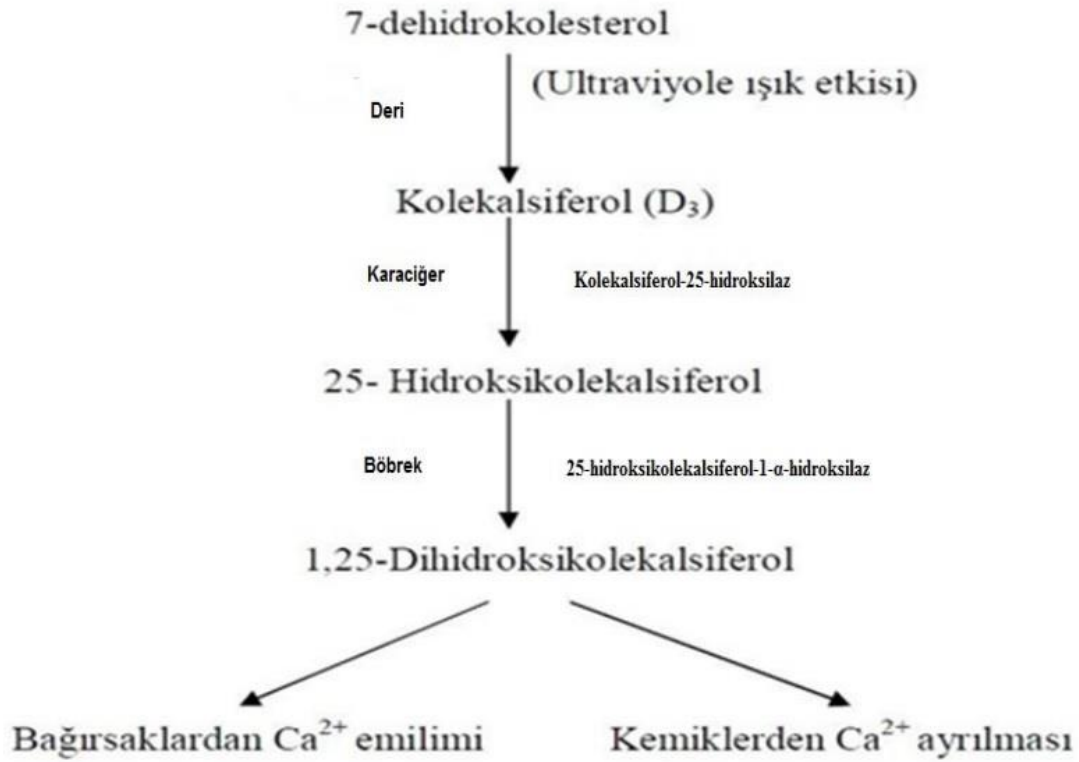 7-dehidrokolesterol
(Ultraviyole ışık etkisi)
Deri
Kolekalsiferol (D₃)
Karaciğer
Kolekalsiferol-25-hidroksilaz
25- Hidroksikolekalsiferol
Böbrek
25-hidroksikolekalsiferol-1-α-hidroksilaz
1,25-Dihidroksikolekalsiferol
Bağırsaklardan Ca²⁺ emilimi
Kemiklerden Ca²⁺ ayrılması